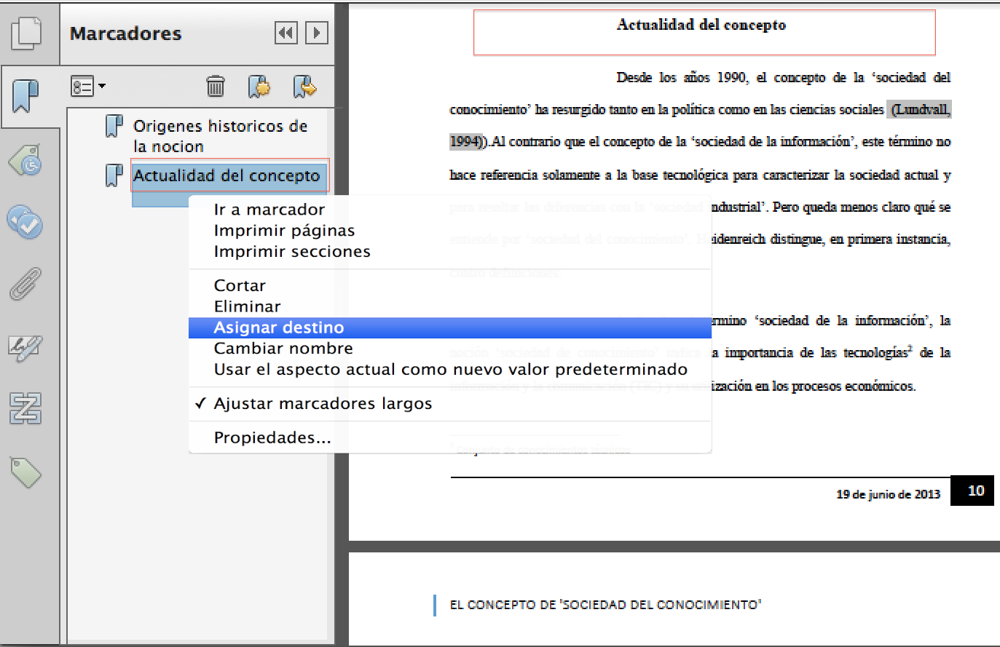 Marcadores
Origenes historicos de
la nocion
Actualidad del concepto
Ir a marcador
Imprimir páginas
Imprimir secciones
Cortar
Eliminar
Asignar destino
Cambiar nombre
Usar el aspecto actual como nuevo valor predeterminado
✓ Ajustar marcadores largos
Propiedades...
Actualidad del concepto
Desde los años 1990, el concepto de la ‘sociedad del
conocimiento’ ha resurgido tanto en la política como en las ciencias sociales (Lundvall,
1994)).Al contrario que el concepto de la ‘sociedad de la información’, este término no
hace referencia solamente a la base tecnológica para caracterizar la sociedad actual y
para resaltar las diferencias con la ‘sociedad industrial’. Pero queda menos claro qué se
entiende por ‘sociedad del conocimiento’. Heidenreich distingue, en primera instancia,
cuatro definiciones:
rmino ‘sociedad de la información’, la
noción ‘sociedad de conocimiento’ indica la importancia de las tecnologías² de la
información y la comunicación (TIC) y su utilización en los procesos económicos.
² Conjunto de conocimientos técnicos
19 de junio de 2013
10
EL CONCEPTO DE 'SOCIEDAD DEL CONOCIMIENTO'